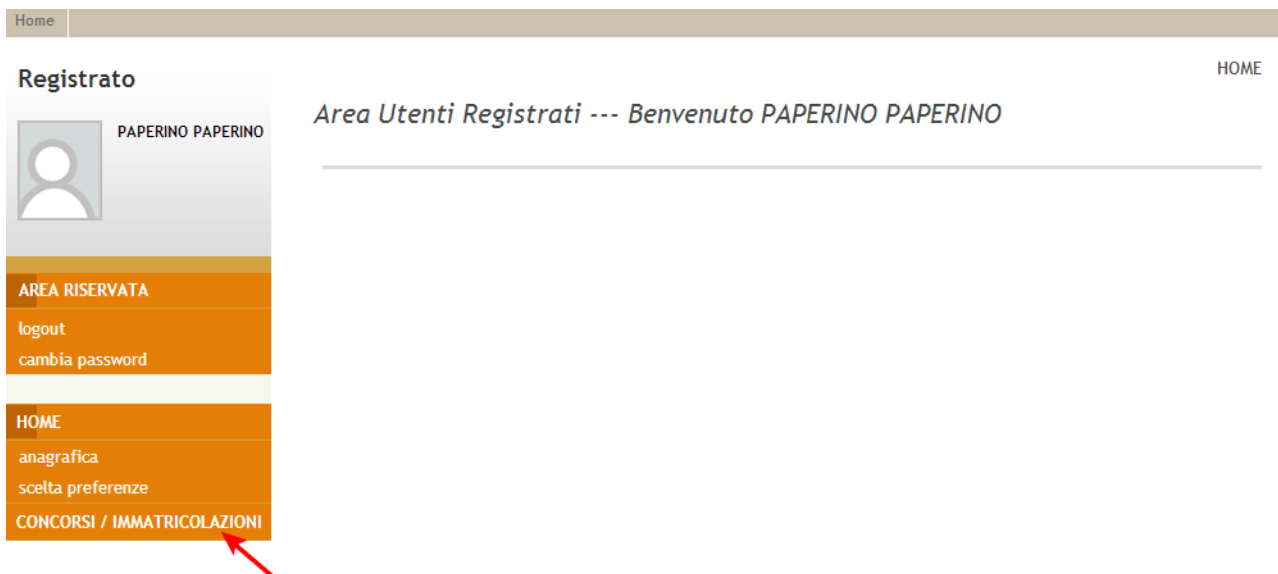 Home
Registrato
PAPERINO PAPERINO
HOME
Area Utenti Registrati --- Benvenuto PAPERINO PAPERINO
AREA RISERVATA
logout
cambia password
HOME
anagrafica
scelta preferenze
CONCORSI / IMMATRICOLAZIONI